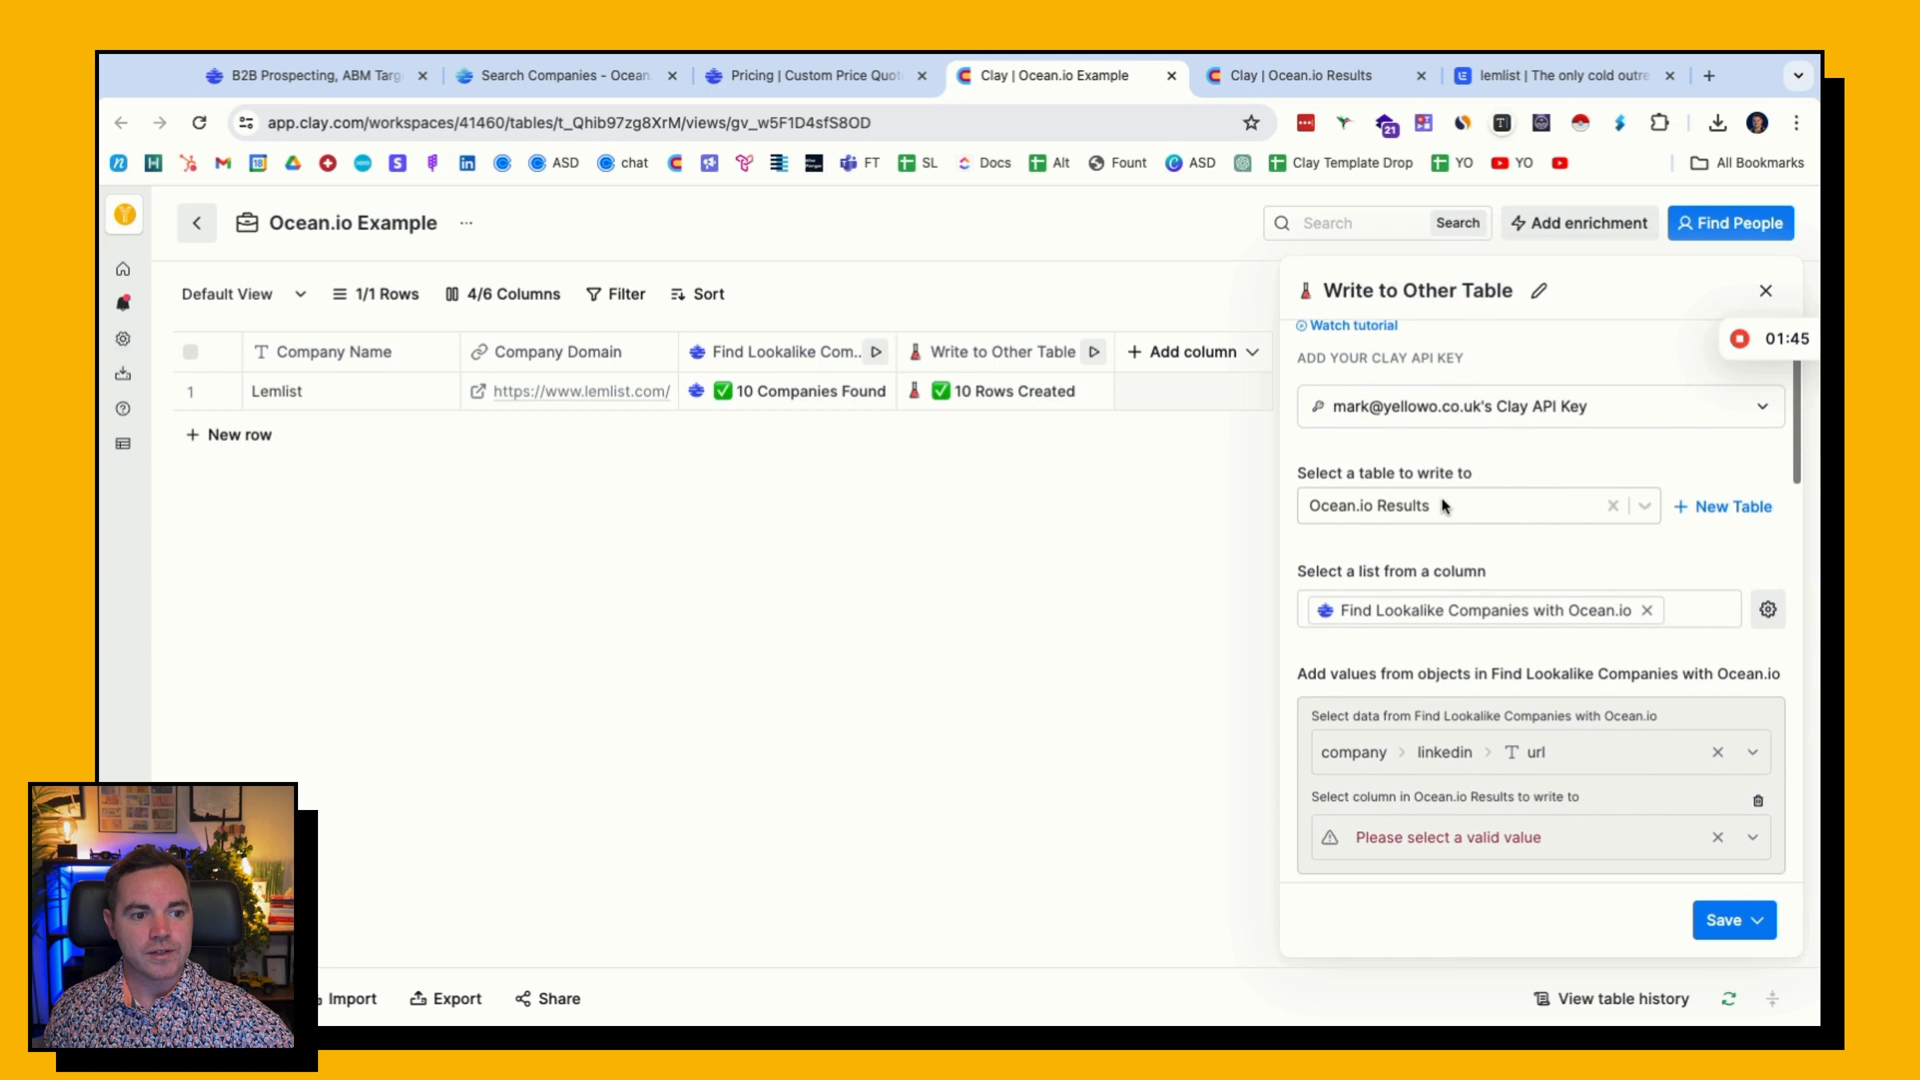 B2B Prospecting, ABM Targ
Search Companies - Ocean.
Pricing | Custom Price Quot
Clay | Ocean.io Example
Clay | Ocean.io Results
lemlist | The only cold outre
app.clay.com/workspaces/41460/tables/t_Qhib97zg8XrM/views/gv_w5F1D4sfS8OD
21
18
ASD
chat
FT
SL
Docs
Alt
Fount
ASD
Clay Template Drop
YO
YO
All Bookmarks
Ocean.io Example
Search
Search
Add enrichment
Find People
Default View
1/1 Rows
4/6 Columns
Filter
Sort
Company Name
Company Domain
Find Lookalike Com..
Write to Other Table
Add column
1
Lemlist
https://www.lemlist.com/
10 Companies Found
10 Rows Created
+ New row
Write to Other Table
Watch tutorial
01:45
ADD YOUR CLAY API KEY
mark@yellowo.co.uk's Clay API Key
Select a table to write to
Ocean.io Results
+ New Table
Select a list from a column
Find Lookalike Companies with Ocean.io
Add values from objects in Find Lookalike Companies with Ocean.io
Select data from Find Lookalike Companies with Ocean.io
company > linkedin > T url
Select column in Ocean.io Results to write to
Please select a valid value
Save
Import
Export
Share
View table history